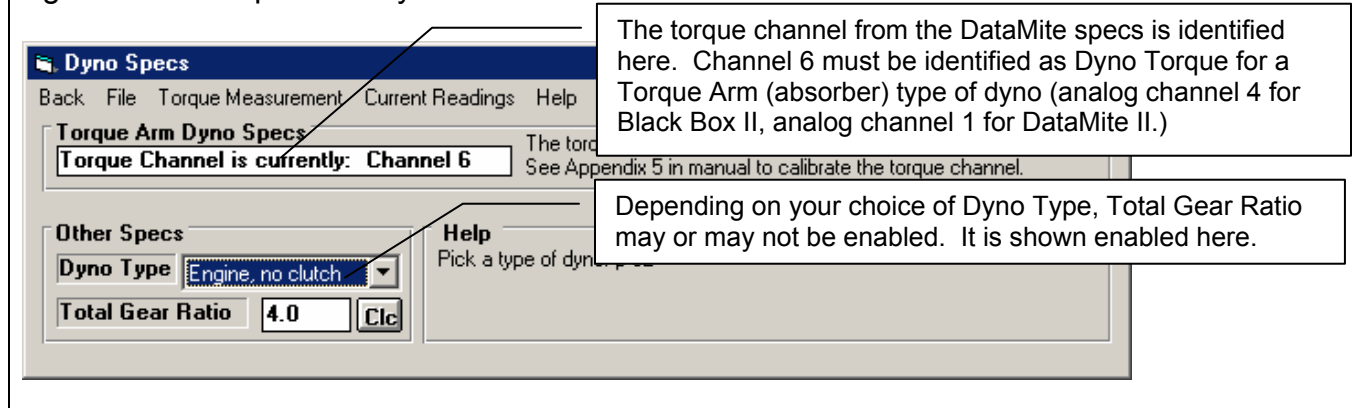 The torque channel from the DataMite specs is identified
here. Channel 6 must be identified as Dyno Torque for a
Torque Arm (absorber) type of dyno (analog channel 4 for
Black Box II, analog channel 1 for DataMite II.)
Dyno Specs
Back File Torque Measurement Current Readings Help
Torque Arm Dyno Specs
Torque Channel is currently: Channel 6
The
See Appendix 5 in manual to calibrate the torque channel.
Depending on your choice of Dyno Type, Total Gear Ratio
may or may not be enabled. It is shown enabled here.
Other Specs
Dyno Type Engine, no clutch
Total Gear Ratio 4.0 Clc
Help
Pick a type of